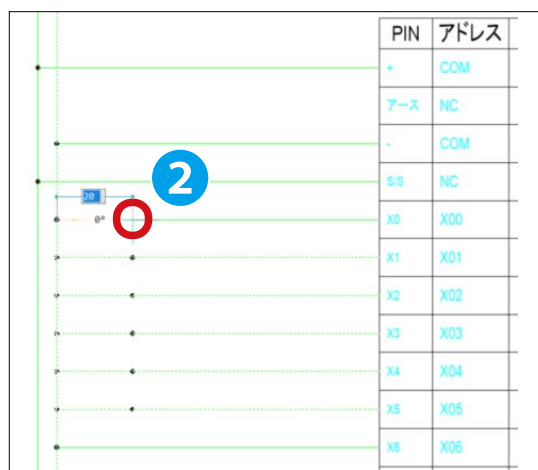 PIN アドレス
+ COM
アース NC
- COM
2
S/S NC
20
0° X0 X00
X1 X01
X2 X02
X3 X03
X4 X04
X5 X05
X6 X06